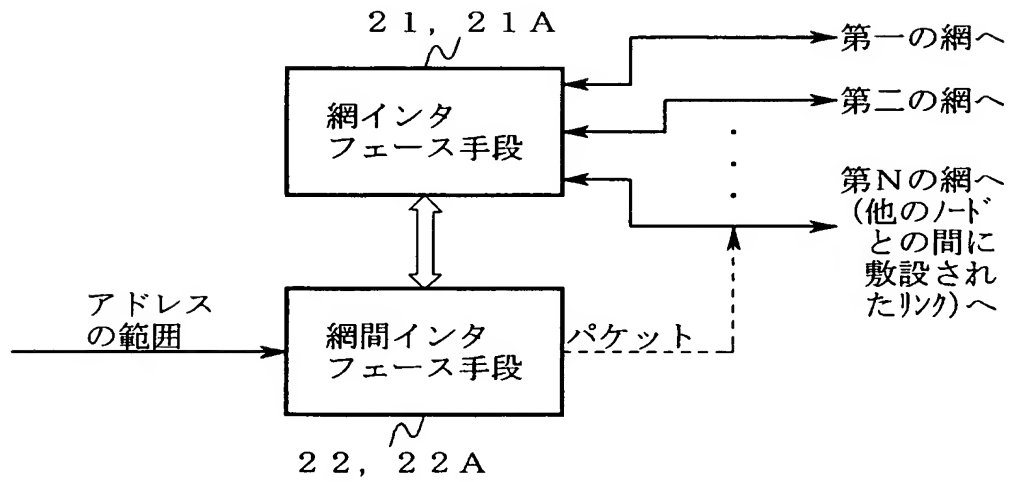 ２１，２１Ａ
網インタ
フェース手段
第一の網へ
第二の網へ
第Ｎの網へ
(他のﾉｰﾄﾞ
との間に
敷設され
たﾘﾝｸ)へ
アドレス
の範囲
網間インタ
フェース手段
パケット
２２，２２Ａ